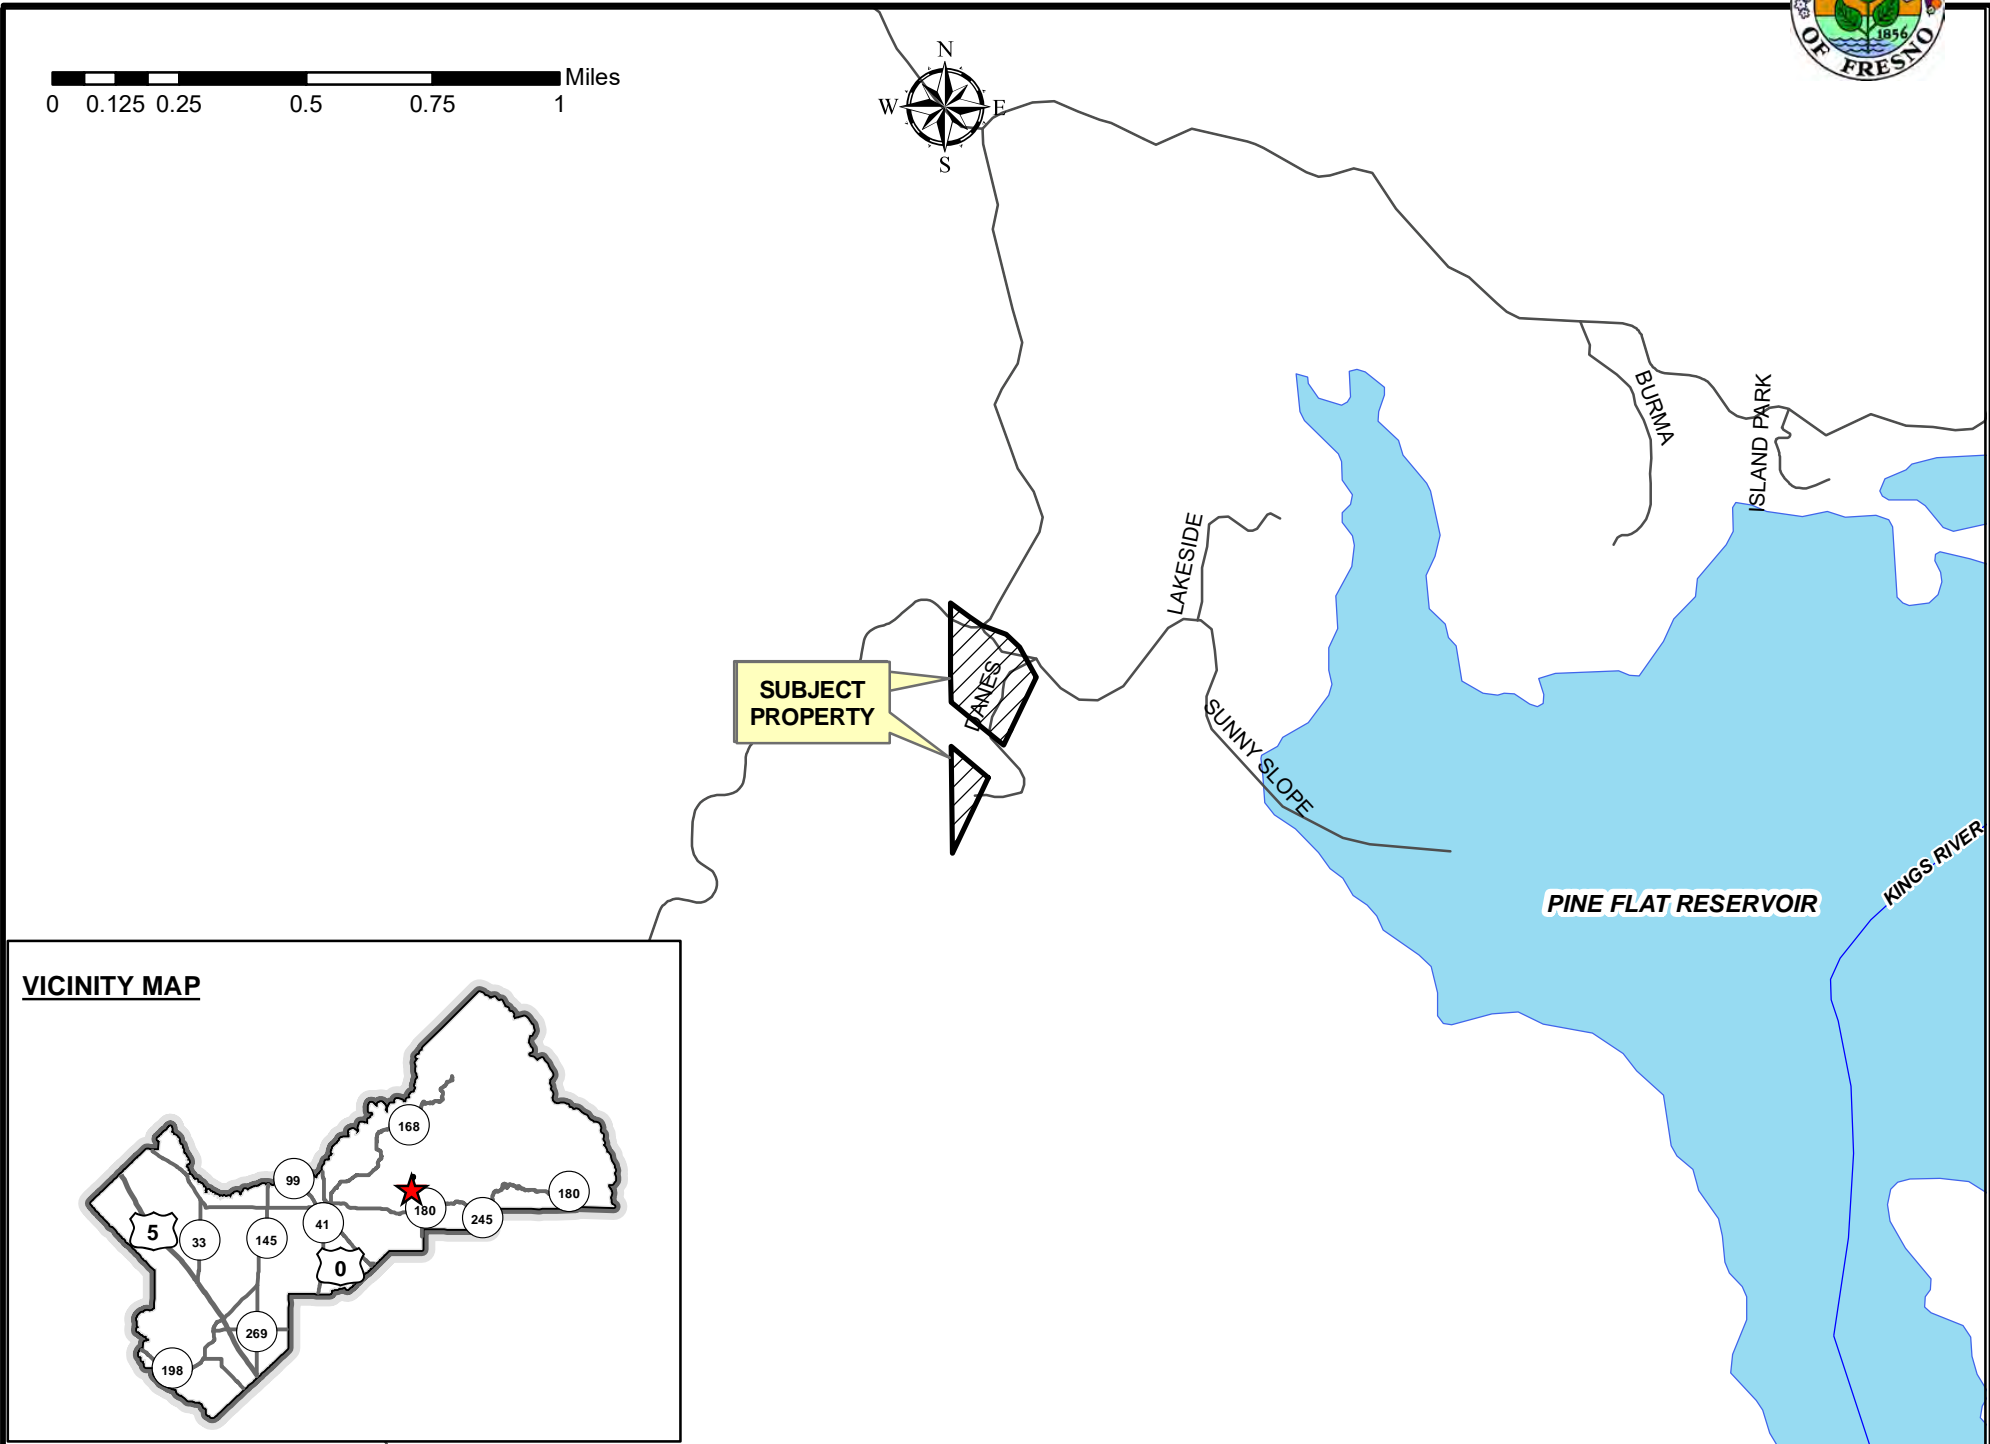 1856
OF FRESNO
Miles
0 0.125 0.25 0.5 0.75 1
N
W E
S
BURMA
ISLAND PARK
LAKESIDE
SUBJECT
PROPERTY
DANES
SUNNY SLOPE
PINE FLAT RESERVOIR
KINGS RIVER
VICINITY MAP
168
99
180
180
245
41
5
33
145
0
269
198